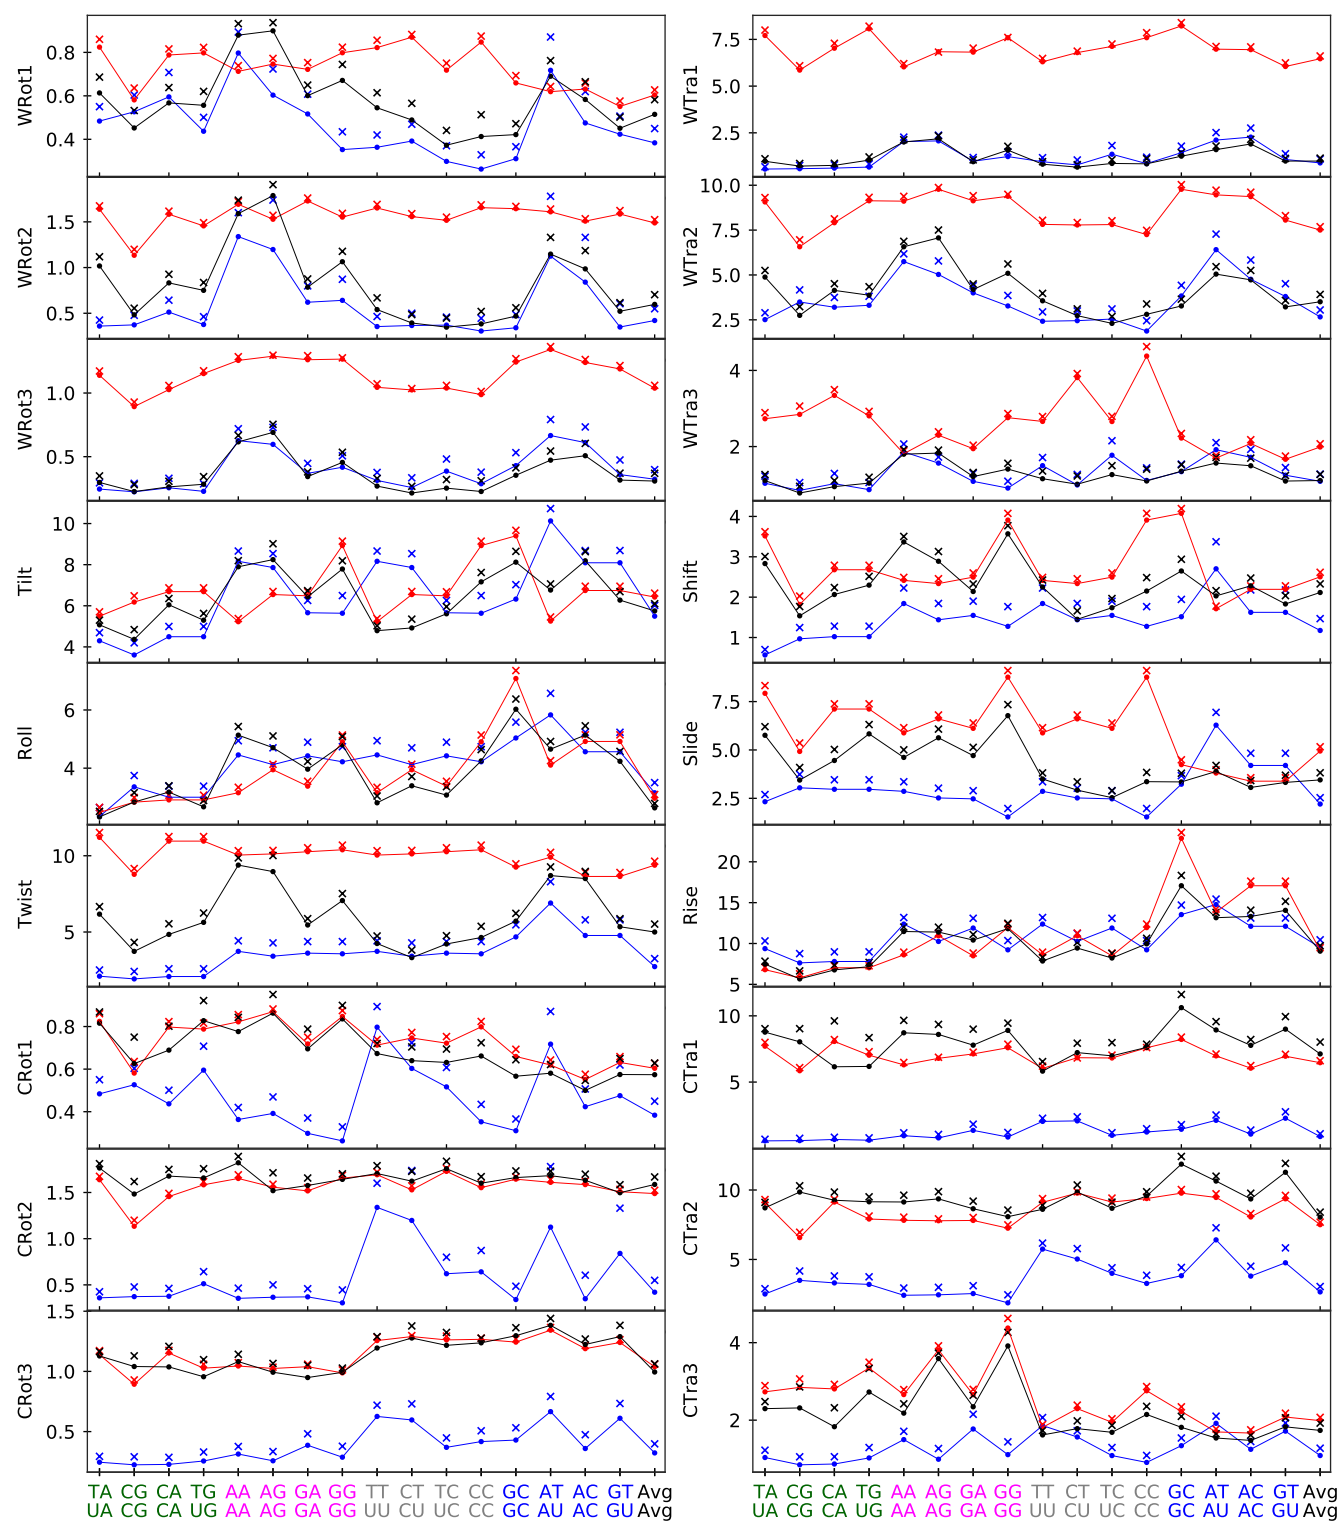 WRot1
0.8
0.6
0.4
WTra1
7.5
5.0
2.5
WRot2
1.5
1.0
0.5
WTra2
10.0
7.5
5.0
2.5
WRot3
1.0
0.5
WTra3
4
2
Tilt
10
8
6
4
Shift
4
3
2
1
Roll
6
4
Slide
7.5
5.0
2.5
Twist
10
5
Rise
20
15
10
5
CRot1
0.8
0.6
0.4
CTra1
10
5
CRot2
1.5
1.0
0.5
CTra2
10
5
CRot3
1.5
1.0
0.5
CTra3
4
2
TA CG CA TG AA AG GA GG TT CT TC CC GC AT AC GT Avg
UA CG CA UG AA AG GA GG UU CU UC CC GC AU AC GU Avg
TA CG CA TG AA AG GA GG TT CT TC CC GC AT AC GT Avg
UA CG CA UG AA AG GA GG UU CU UC CC GC AU AC GU Avg